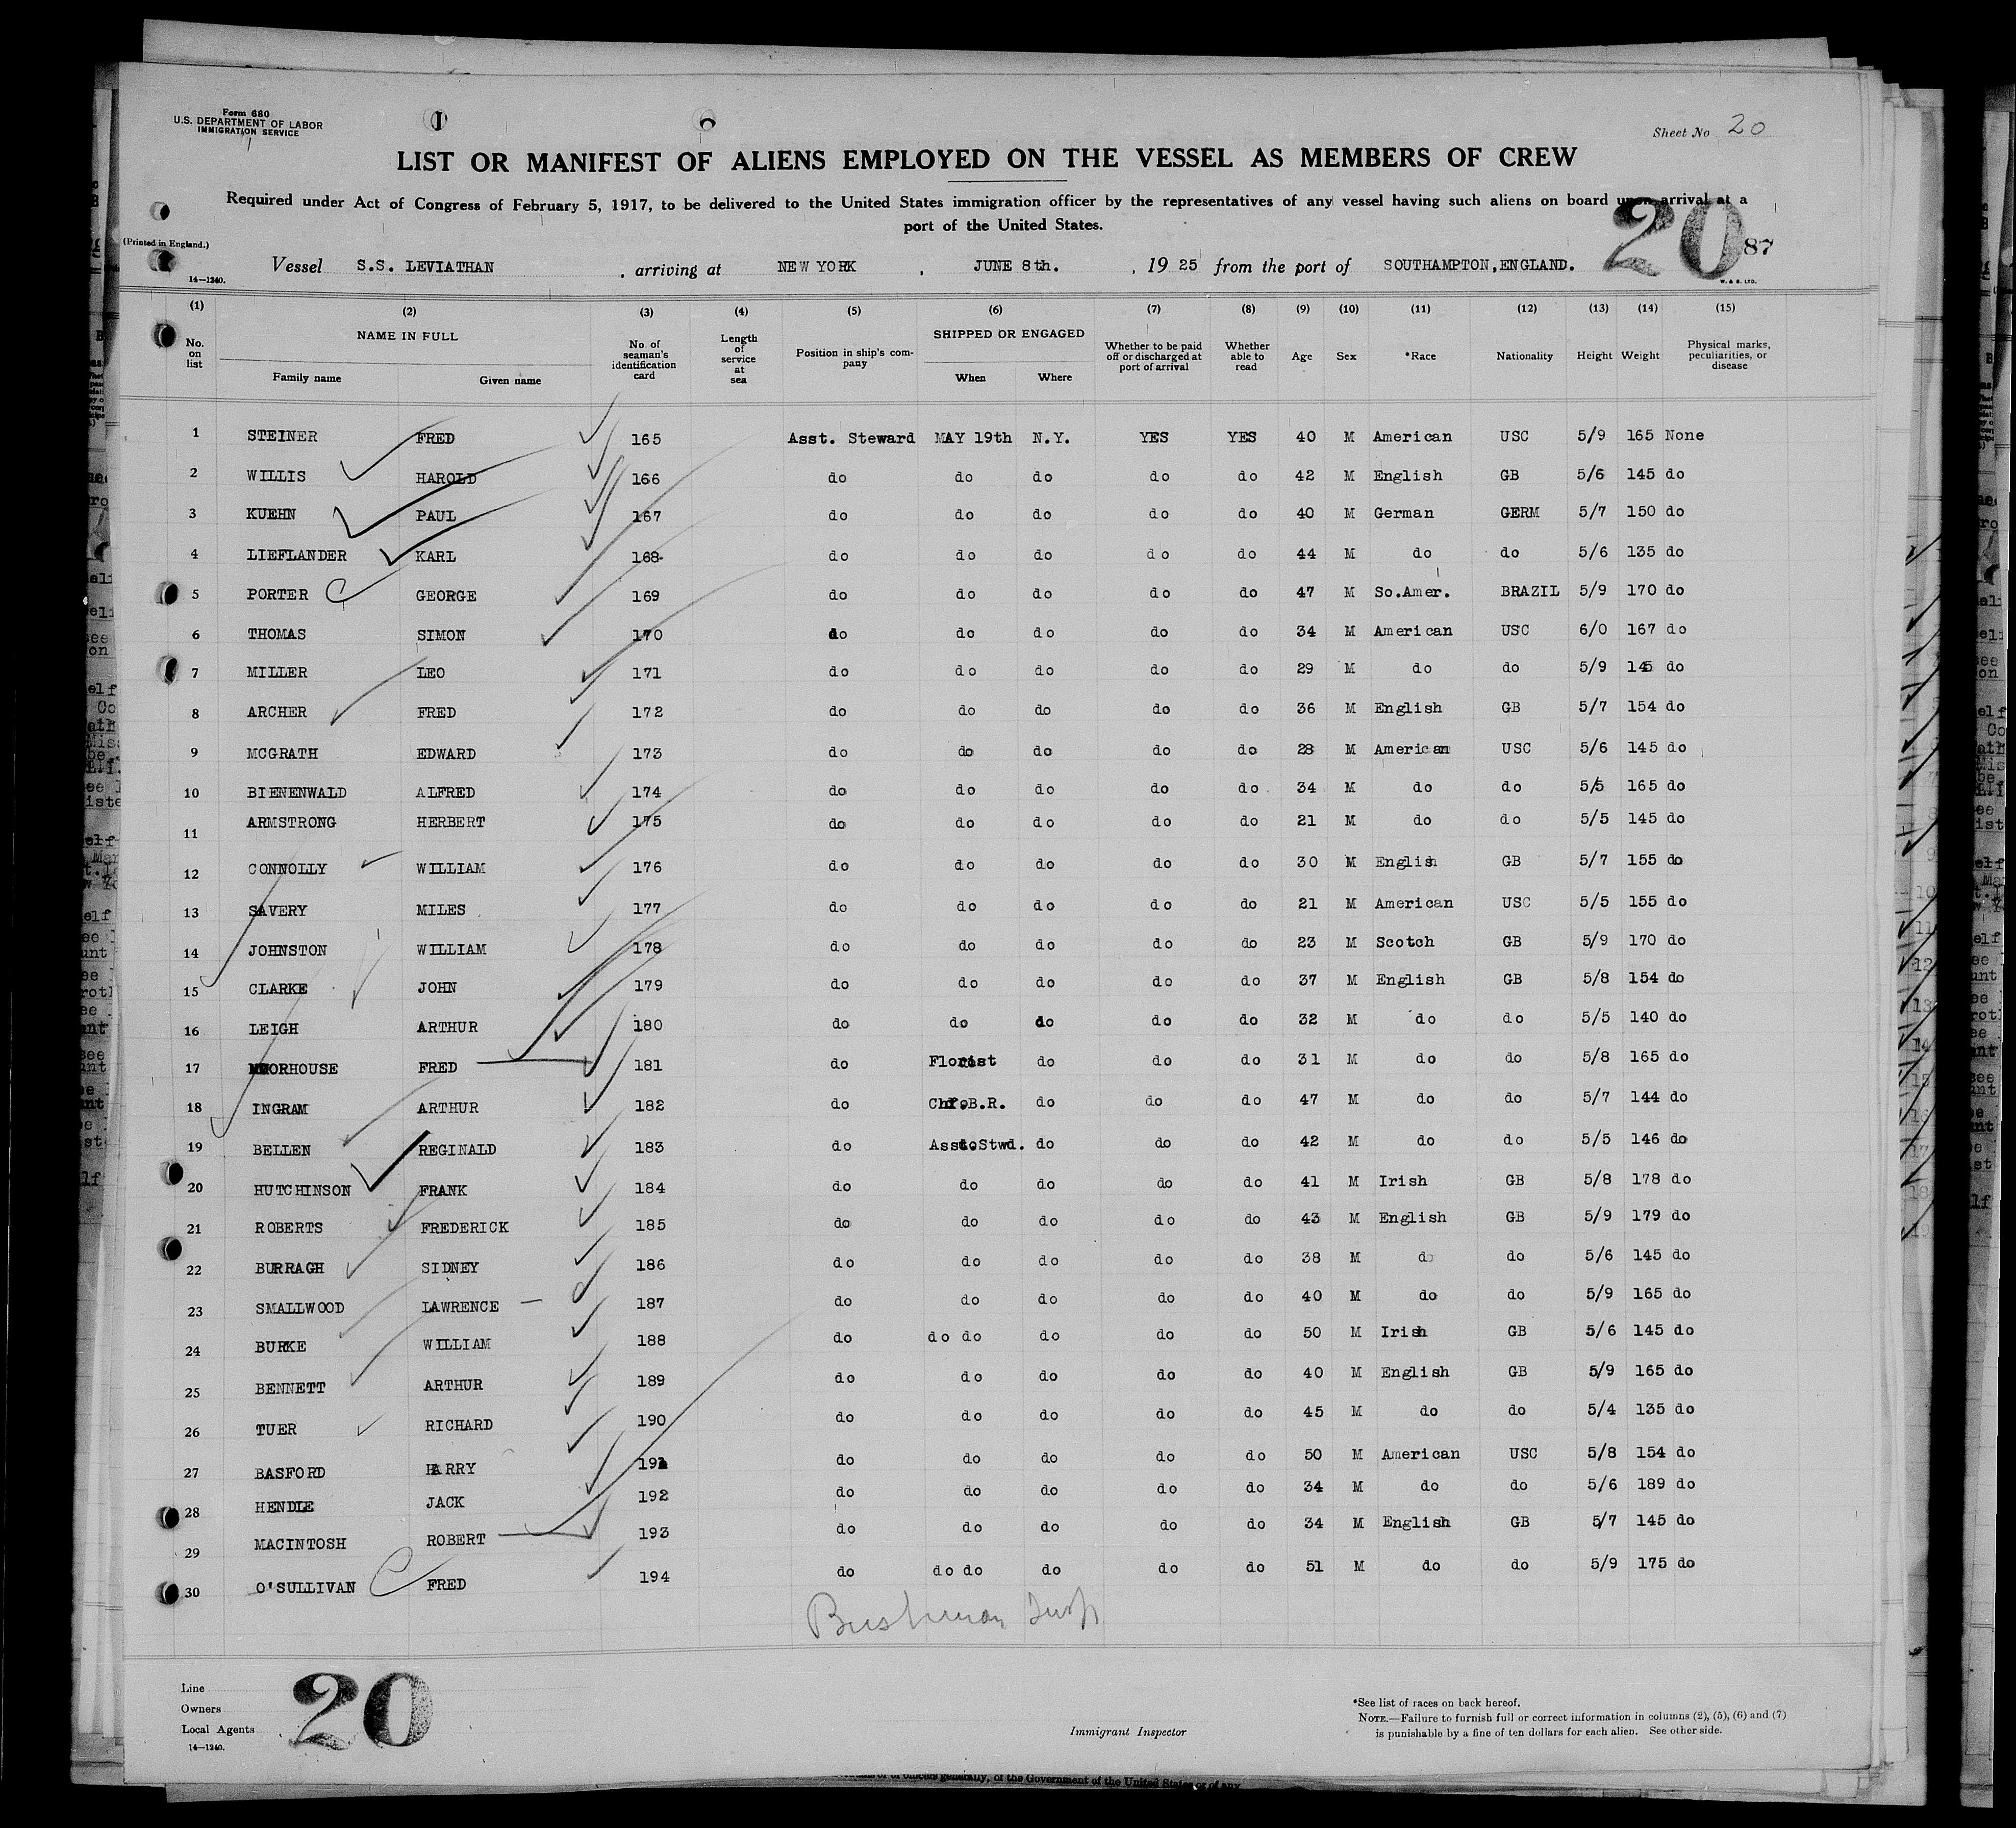 Form 680
U.S. DEPARTMENT OF LABOR
IMMIGRATION SERVICE
Sheet No 20
LIST OR MANIFEST OF ALIENS EMPLOYED ON THE VESSEL AS MEMBERS OF CREW
Required under Act of Congress of February 5, 1917, to be delivered to the United States immigration officer by the representatives of any vessel having such aliens on board upon arrival at a
port of the United States.
20 87
(Printed in England.)
Vessel S.S. LEVIATHAN , arriving at NEW YORK , JUNE 8th. , 19 25 from the port of SOUTHAMPTON, ENGLAND.
14—1240.
W. & S. LTD.
(1) (2) (3) (4) (5) (6) (7) (8) (9) (10) (11) (12) (13) (14) (15)
No. on list NAME IN FULL Family name Given name No. of seaman's identification card Length of service at sea Position in ship's company SHIPPED OR ENGAGED When Where Whether to be paid off or discharged at port of arrival Whether able to read Age Sex *Race Nationality Height Weight Physical marks, peculiarities, or disease
1 STEINER FRED 165 Asst. Steward MAY 19th N.Y. YES YES 40 M American USC 5/9 165 None
2 WILLIS HAROLD 166 do do do do do 42 M English GB 5/6 145 do
3 KUEHN PAUL 167 do do do do do 40 M German GERM 5/7 150 do
4 LIEFLANDER KARL 168 do do do do do 44 M do do 5/6 135 do
5 PORTER GEORGE 169 do do do do do 47 M So.Amer. BRAZIL 5/9 170 do
6 THOMAS SIMON 170 do do do do do 34 M American USC 6/0 167 do
7 MILLER LEO 171 do do do do do 29 M do do 5/9 145 do
8 ARCHER FRED 172 do do do do do 36 M English GB 5/7 154 do
9 MCGRATH EDWARD 173 do do do do do 28 M American USC 5/6 145 do
10 BIENENWALD ALFRED 174 do do do do do 34 M do do 5/5 165 do
11 ARMSTRONG HERBERT 175 do do do do do 21 M do do 5/5 145 do
12 CONNOLLY WILLIAM 176 do do do do do 30 M English GB 5/7 155 do
13 SAVERY MILES 177 do do do do do 21 M American USC 5/5 155 do
14 JOHNSTON WILLIAM 178 do do do do do 23 M Scotch GB 5/9 170 do
15 CLARKE JOHN 179 do do do do do 37 M English GB 5/8 154 do
16 LEIGH ARTHUR 180 do do do do do 32 M do do 5/5 140 do
17 MOORHOUSE FRED 181 do Florist do do do 31 M do do 5/8 165 do
18 INGRAM ARTHUR 182 do Chf.B.R. do do do 47 M do do 5/7 144 do
19 BELLEN REGINALD 183 do Asst.Stwd. do do do 42 M do do 5/5 146 do
20 HUTCHINSON FRANK 184 do do do do do 41 M Irish GB 5/8 178 do
21 ROBERTS FREDERICK 185 do do do do do 43 M English GB 5/9 179 do
22 BURRAGH SIDNEY 186 do do do do do 38 M do do 5/6 145 do
23 SMALLWOOD LAWRENCE 187 do do do do do 40 M do do 5/9 165 do
24 BURKE WILLIAM 188 do do do do do do 50 M Irish GB 5/6 145 do
25 BENNETT ARTHUR 189 do do do do do 40 M English GB 5/9 165 do
26 TUER RICHARD 190 do do do do do 45 M do do 5/4 135 do
27 BASFORD HARRY 191 do do do do do 50 M American USC 5/8 154 do
28 HENDLE JACK 192 do do do do do 34 M do do 5/6 189 do
29 MACINTOSH ROBERT 193 do do do do do 34 M English GB 5/7 145 do
30 O'SULLIVAN FRED 194 do do do do do do 51 M do do 5/9 175 do
Line
Owners
Local Agents
14—1240.
20
Immigrant Inspector
*See list of races on back hereof.
NOTE.—Failure to furnish full or correct information in columns (2), (5), (6) and (7)
is punishable by a fine of ten dollars for each alien. See other side.